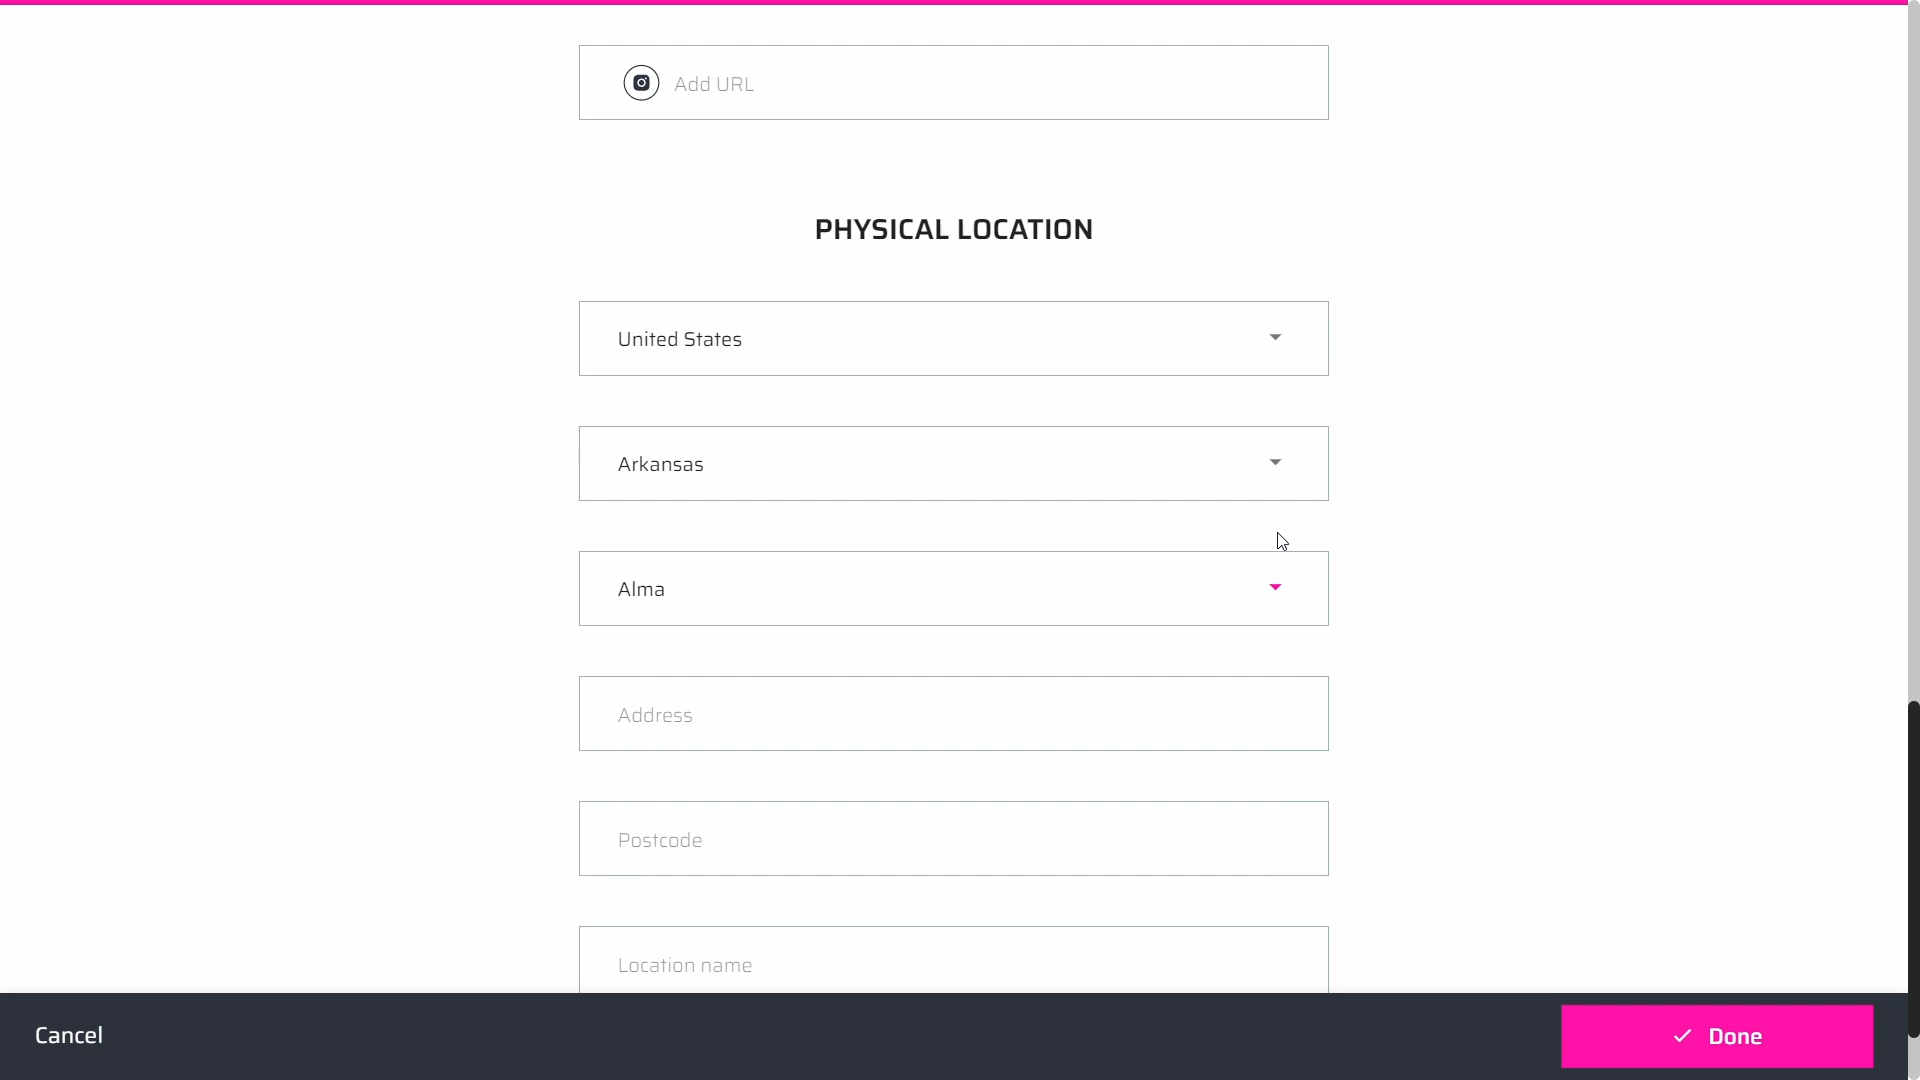 Add URL
PHYSICAL LOCATION
United States
Arkansas
Alma
Address
Postcode
Location name
Cancel
Done